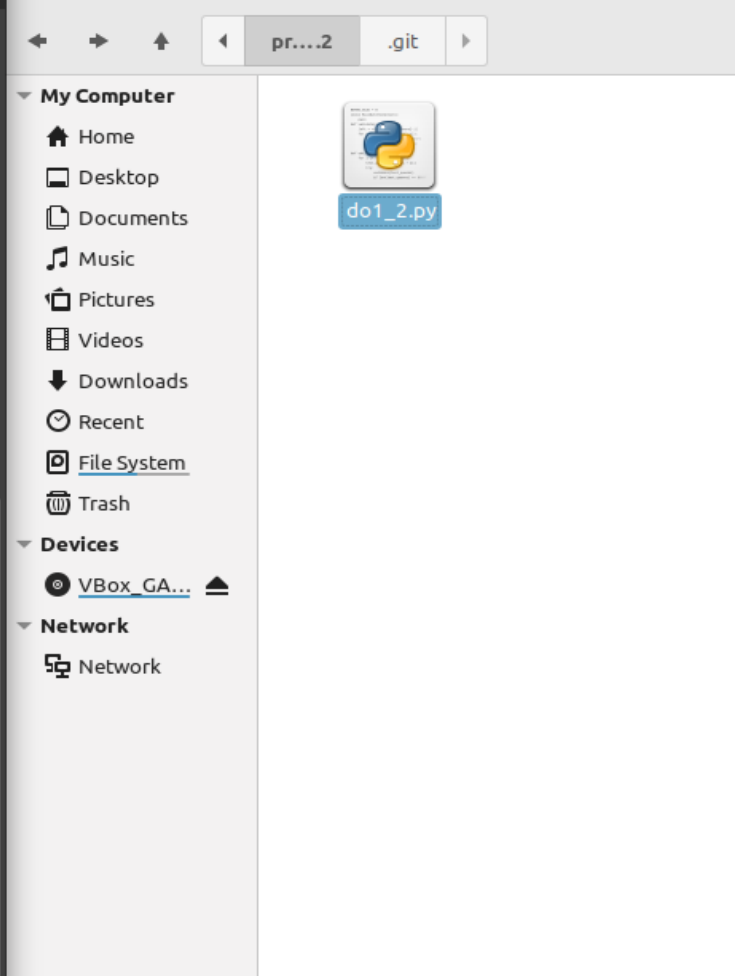 pr....2
.git
My Computer
Home
Desktop
Documents
Music
Pictures
Videos
Downloads
Recent
File System
Trash
Devices
VBox_GA...
Network
Network
do1_2.py